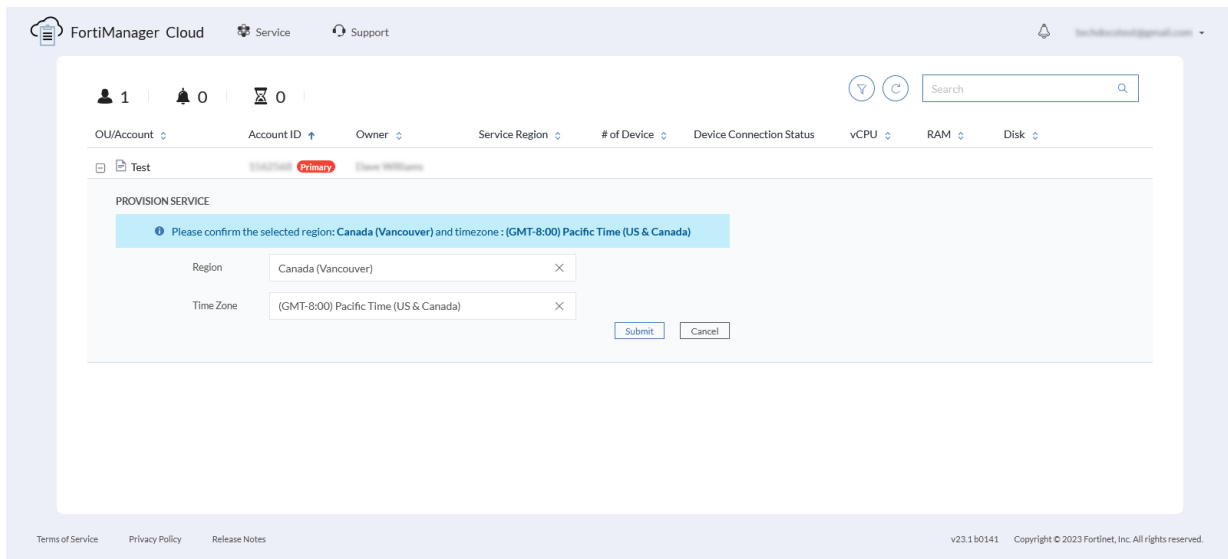 FortiManager Cloud Service Support
1 0 0 Search
OU/Account Account ID Owner Service Region # of Device Device Connection Status vCPU RAM Disk
Test Primary
PROVISION SERVICE
Please confirm the selected region: Canada (Vancouver) and timezone : (GMT-8:00) Pacific Time (US & Canada)
Region Canada (Vancouver)
Time Zone (GMT-8:00) Pacific Time (US & Canada)
Submit Cancel
Terms of Service Privacy Policy Release Notes v23.1 b0141 Copyright © 2023 Fortinet, Inc. All rights reserved.